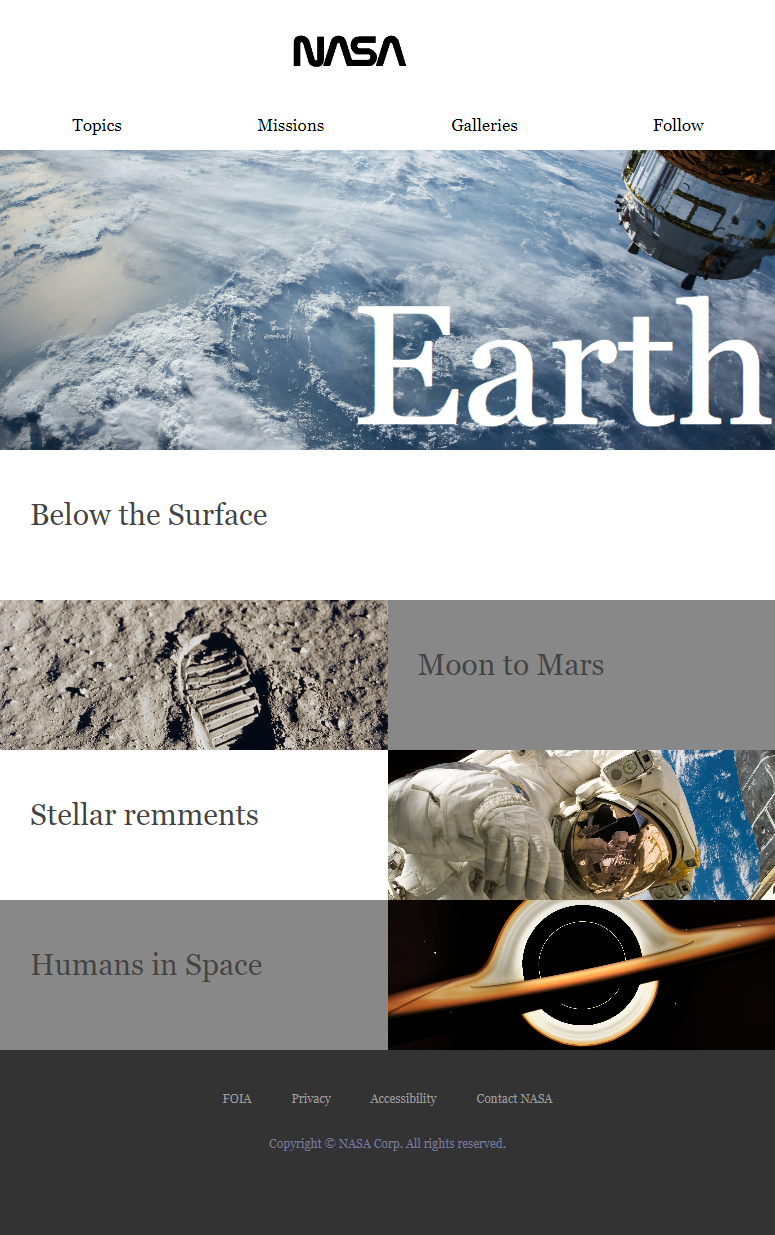 NASA
Topics Missions Galleries Follow
Earth
Below the Surface
Moon to Mars
Stellar remments
Humans in Space
FOIA Privacy Accessibility Contact NASA
Copyright © NASA Corp. All rights reserved.